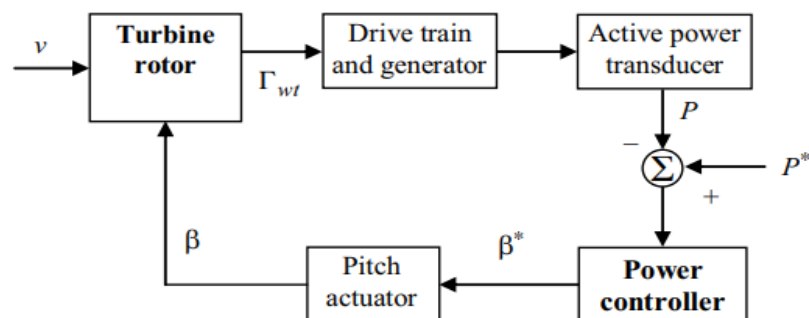 Turbine
rotor
Drive train
and generator
Active power
transducer
v
Γwt
P
−
Σ
P*
+
β
β*
Pitch
actuator
Power
controller